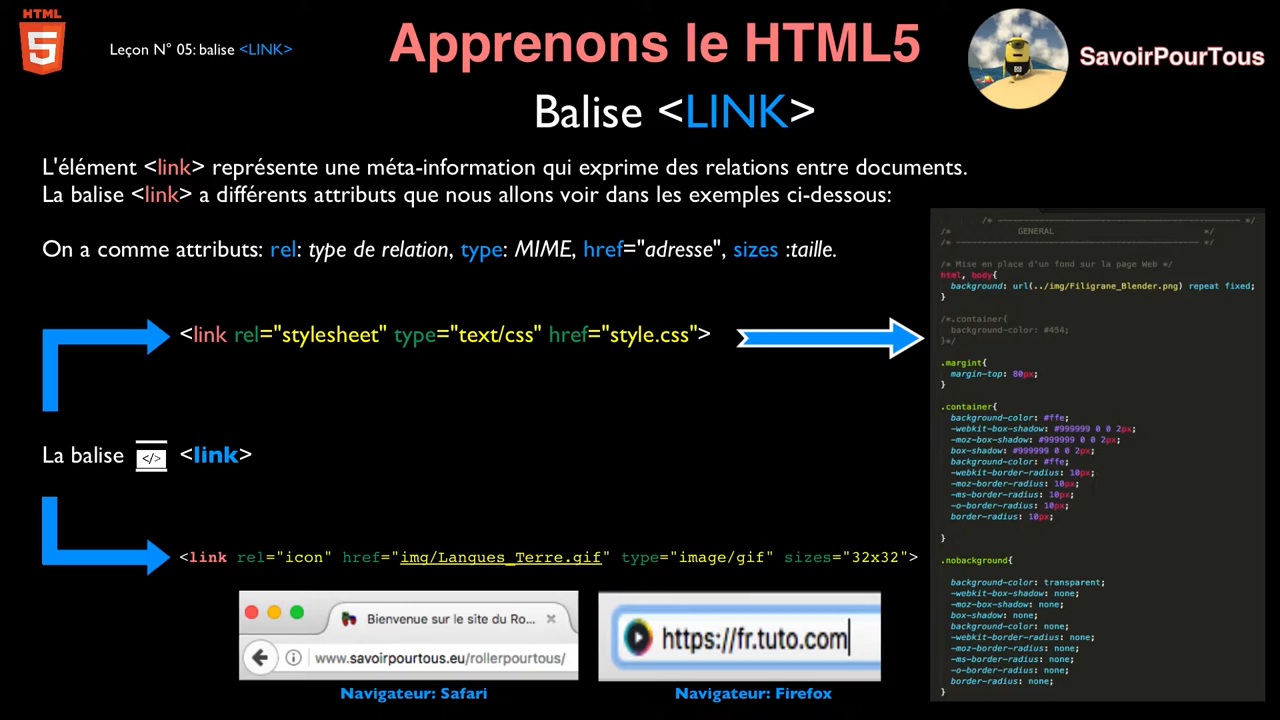 HTML
5
Leçon N° 05: balise <LINK>
Apprenons le HTML5
SavoirPourTous
Balise <LINK>
L'élément <link> représente une méta-information qui exprime des relations entre documents.
La balise <link> a différents attributs que nous allons voir dans les exemples ci-dessous:
On a comme attributs: rel: type de relation, type: MIME, href="adresse", sizes :taille.
<link rel="stylesheet" type="text/css" href="style.css">
La balise </> <link>
<link rel="icon" href="img/Langues_Terre.gif" type="image/gif" sizes="32x32">
Bienvenue sur le site du Ro...
www.savoirpourtous.eu/rollerpourtous/
Navigateur: Safari
https://fr.tuto.com
Navigateur: Firefox
/* ------------------------------------------------ */
/* GENERAL */
/* ------------------------------------------------ */
/* Mise en place d'un fond sur la page Web */
html, body{
background: url(../img/Filigrane_Blender.png) repeat fixed;
}
/*.container{
background-color: #454;
}*/
.margint{
margin-top: 80px;
}
.container{
background-color: #ffe;
-webkit-box-shadow: #999999 0 0 2px;
-moz-box-shadow: #999999 0 0 2px;
box-shadow: #999999 0 0 2px;
background-color: #ffe;
-webkit-border-radius: 10px;
-moz-border-radius: 10px;
-ms-border-radius: 10px;
-o-border-radius: 10px;
border-radius: 10px;
}
.nobackground{
background-color: transparent;
-webkit-box-shadow: none;
-moz-box-shadow: none;
box-shadow: none;
background-color: none;
-webkit-border-radius: none;
-moz-border-radius: none;
-ms-border-radius: none;
-o-border-radius: none;
border-radius: none;
}